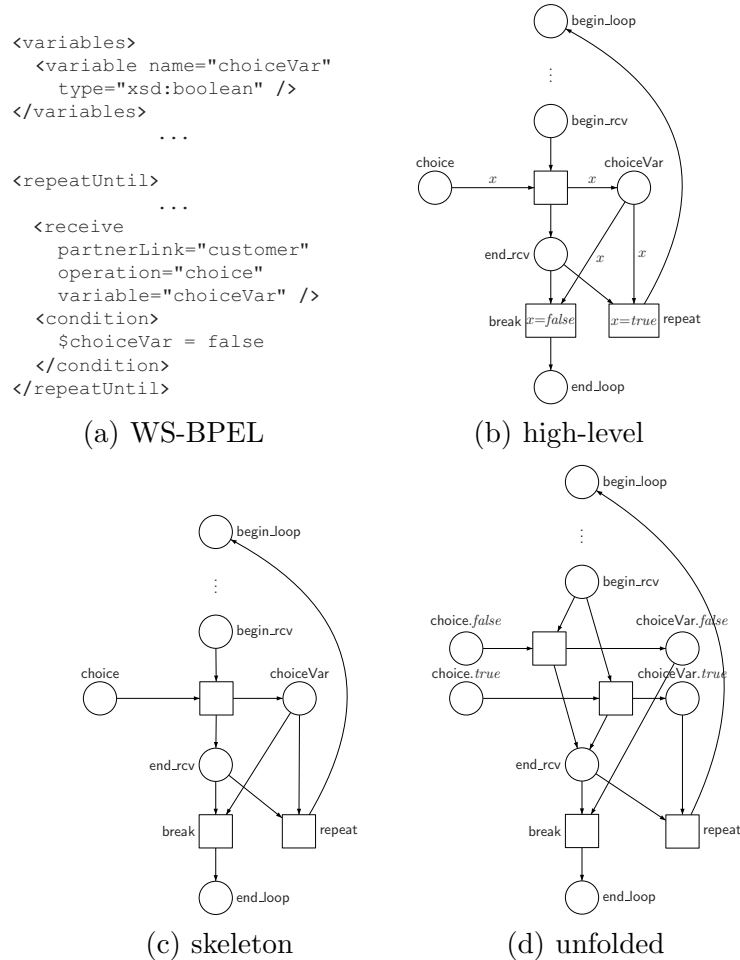 <variables>
<variable name="choiceVar"
type="xsd:boolean" />
</variables>
...
<repeatUntil>
...
<receive
partnerLink="customer"
operation="choice"
variable="choiceVar" />
<condition>
$choiceVar = false
</condition>
</repeatUntil>
(a) WS-BPEL
begin_loop
⋮
begin_rcv
choice
x
x
choiceVar
end_rcv
x
x
break
x=false
x=true
repeat
end_loop
(b) high-level
begin_loop
⋮
begin_rcv
choice
choiceVar
end_rcv
break
repeat
end_loop
(c) skeleton
begin_loop
⋮
begin_rcv
choice.false
choiceVar.false
choice.true
choiceVar.true
end_rcv
break
repeat
end_loop
(d) unfolded